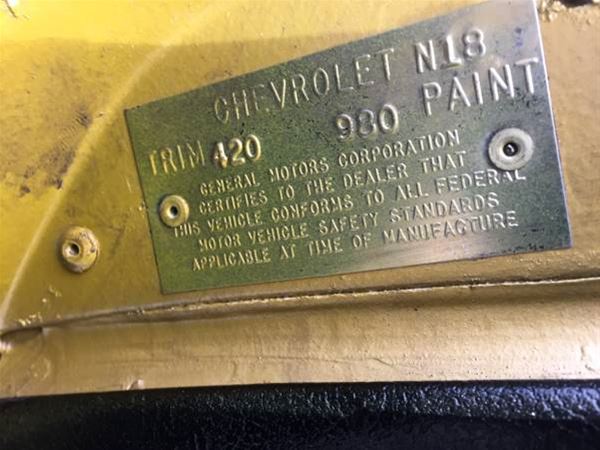 CHEVROLET N18
TRIM 420 980 PAINT
GENERAL MOTORS CORPORATION
CERTIFIES TO THE DEALER THAT
THIS VEHICLE CONFORMS TO ALL FEDERAL
MOTOR VEHICLE SAFETY STANDARDS
APPLICABLE AT TIME OF MANUFACTURE